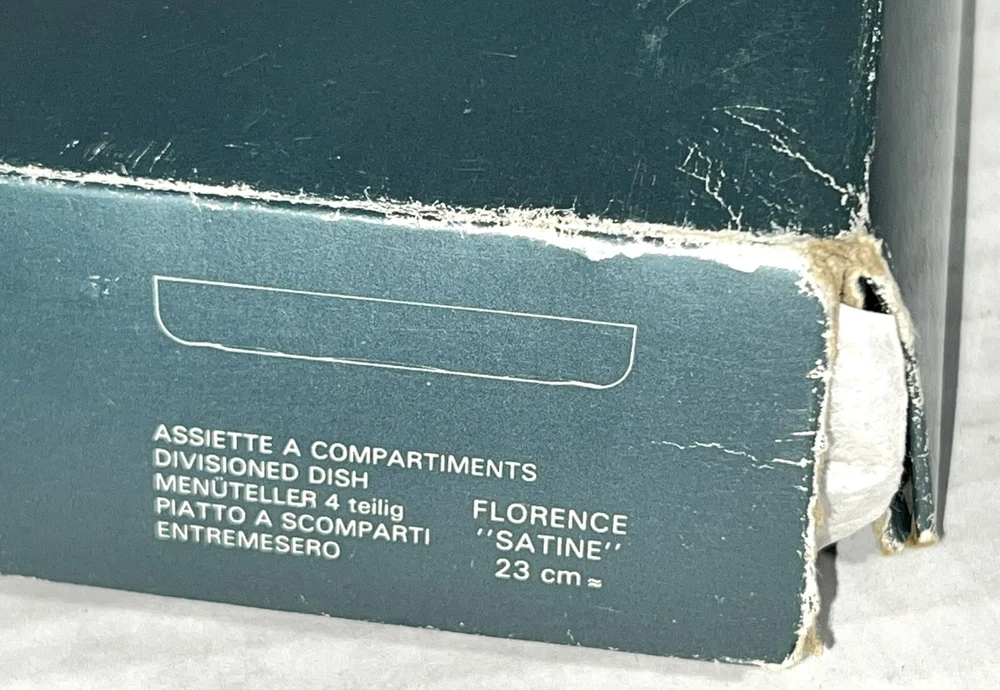 ASSIETTE A COMPARTIMENTS
DIVISIONED DISH
MENÜTELLER 4 teilig
PIATTO A SCOMPARTI
ENTREMESERO
FLORENCE
"SATINE"
23 cm ≈